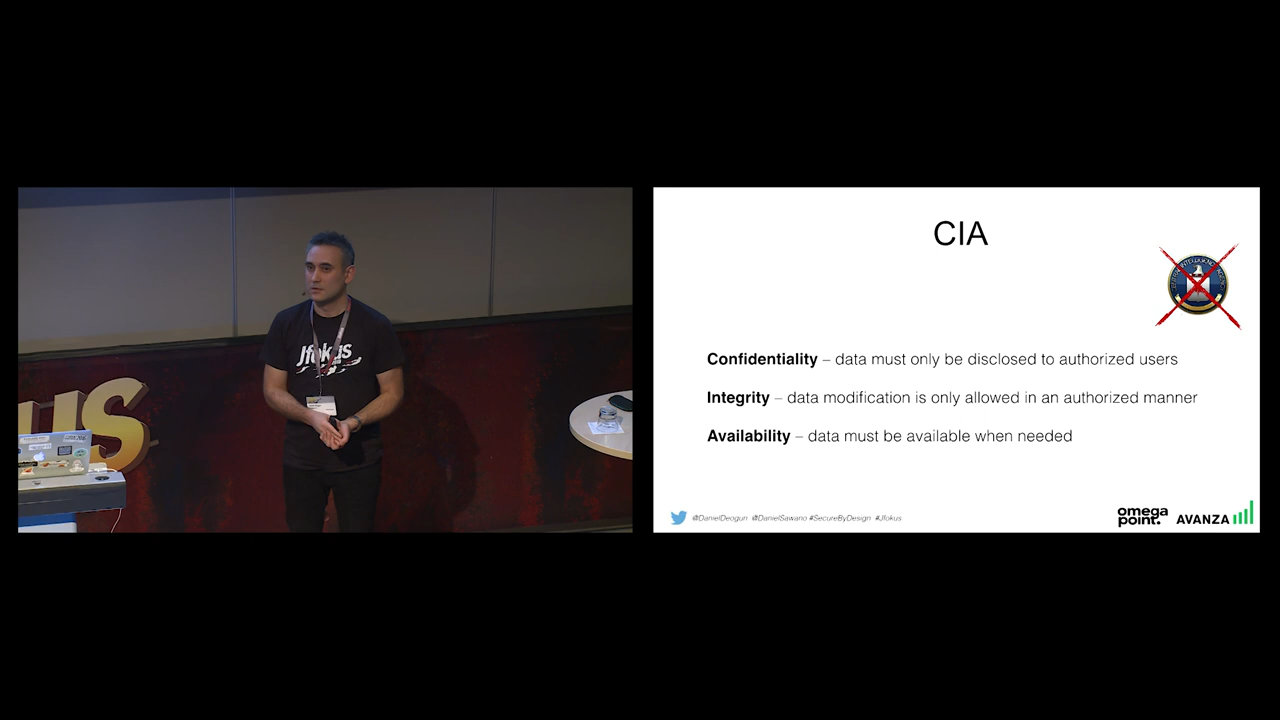 Jfokus
US
CIA
Confidentiality – data must only be disclosed to authorized users
Integrity – data modification is only allowed in an authorized manner
Availability – data must be available when needed
@DanielDeogun @DanielSawano #SecureByDesign #Jfokus
omega
point.
AVANZA